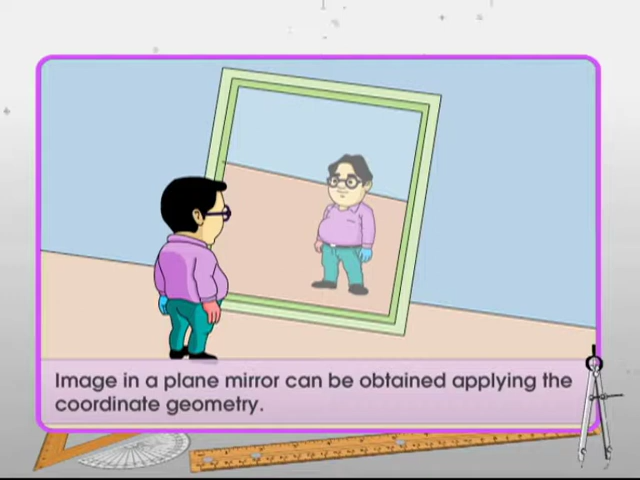 Image in a plane mirror can be obtained applying the
coordinate geometry.